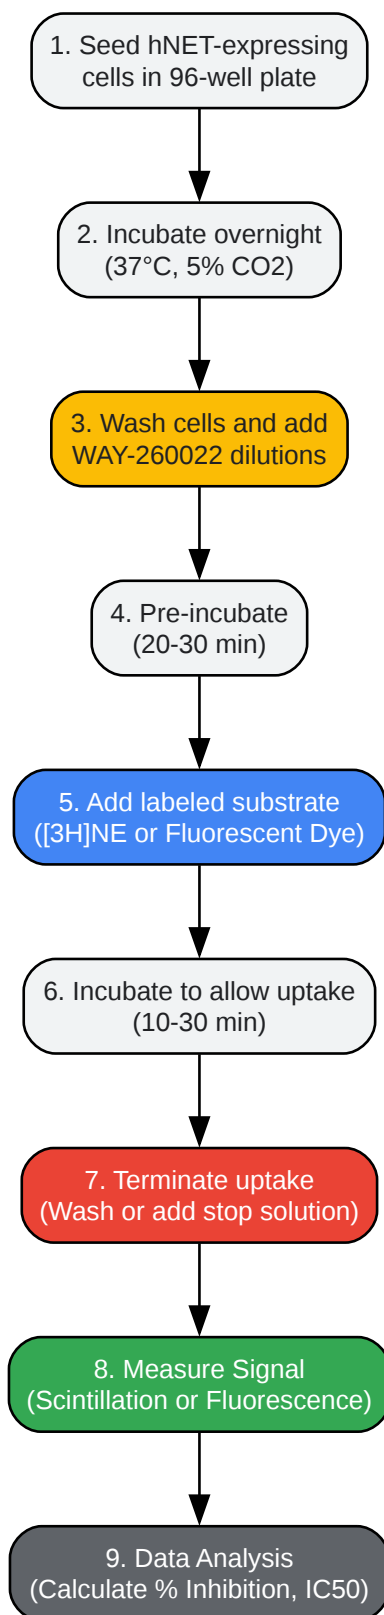 1. Seed hNET-expressing
cells in 96-well plate
2. Incubate overnight
(37°C, 5% CO2)
3. Wash cells and add
WAY-260022 dilutions
4. Pre-incubate
(20-30 min)
5. Add labeled substrate
([3H]NE or Fluorescent Dye)
6. Incubate to allow uptake
(10-30 min)
7. Terminate uptake
(Wash or add stop solution)
8. Measure Signal
(Scintillation or Fluorescence)
9. Data Analysis
(Calculate % Inhibition, IC50)